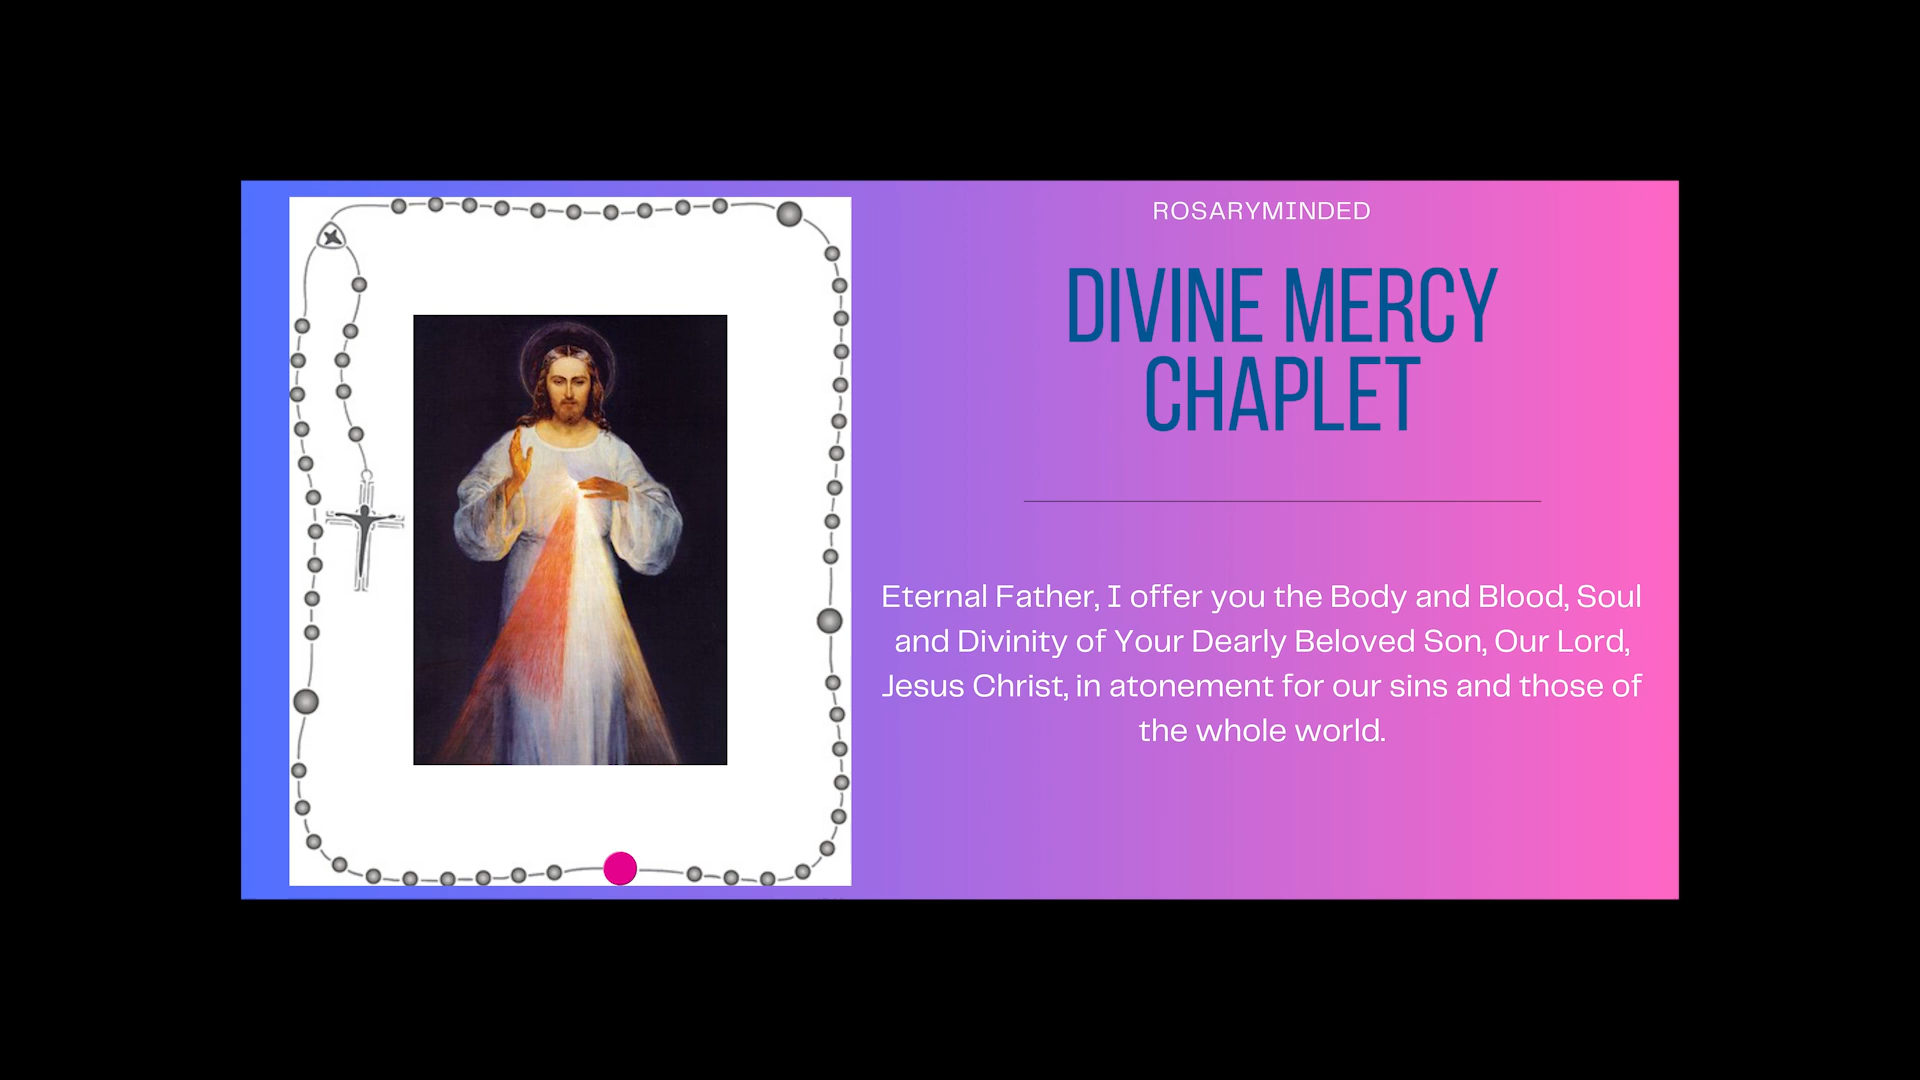 ROSARYMINDED
DIVINE MERCY
CHAPLET
Eternal Father, I offer you the Body and Blood, Soul
and Divinity of Your Dearly Beloved Son, Our Lord,
Jesus Christ, in atonement for our sins and those of
the whole world.